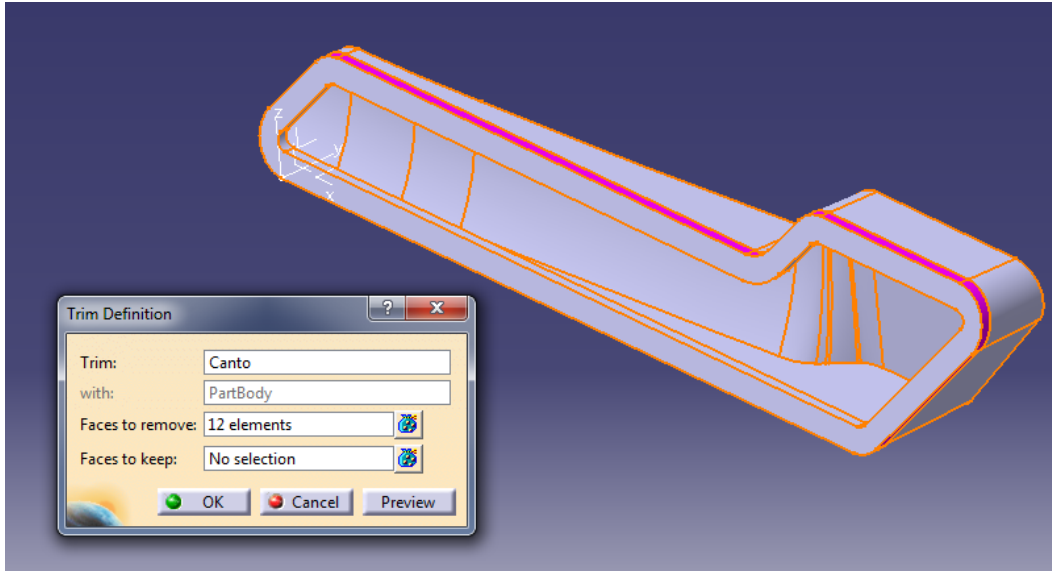 z
y
x
Trim Definition
?
X
Trim: Canto
with: PartBody
Faces to remove: 12 elements
Faces to keep: No selection
OK Cancel Preview